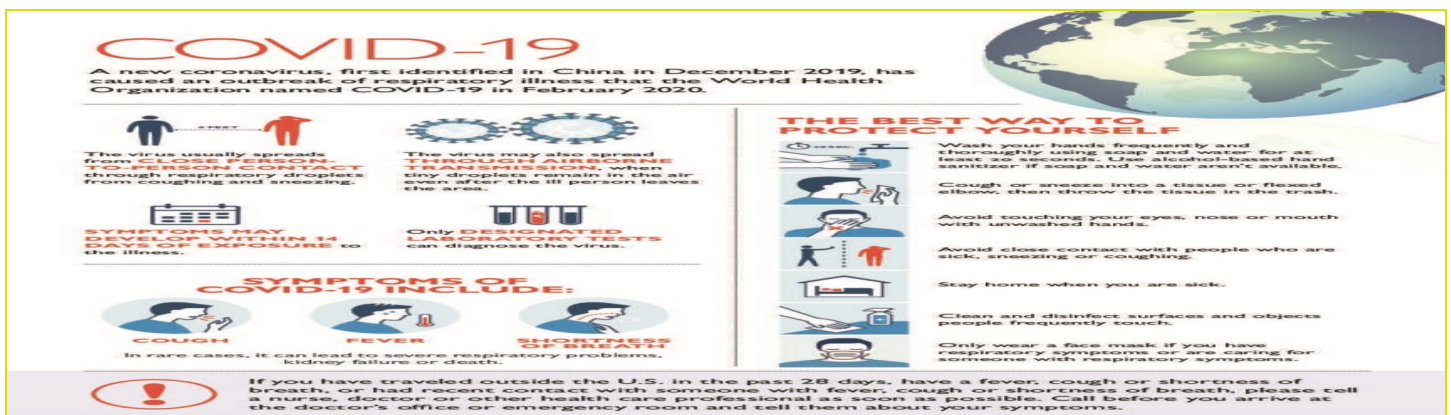 COVID-19
A new coronavirus, first identified in China in December 2019, has
caused an outbreak of respiratory illness that the World Health
Organization named COVID-19 in February 2020.
6 FEET
The virus usually spreads
from CLOSE PERSON-
TO-PERSON CONTACT
through respiratory droplets
from coughing and sneezing.
The virus may also spread
THROUGH AIRBORNE
TRANSMISSION, when
tiny droplets remain in the air
even after the ill person leaves
the area.
SYMPTOMS MAY
DEVELOP WITHIN 14
DAYS OF EXPOSURE to
the illness.
Only DESIGNATED
LABORATORY TESTS
can diagnose the virus.
SYMPTOMS OF
COVID-19 INCLUDE:
COUGH
FEVER
SHORTNESS
OF BREATH
In rare cases, it can lead to severe respiratory problems,
kidney failure or death.
THE BEST WAY TO
PROTECT YOURSELF
20 SEC.
Wash your hands frequently and
thoroughly using soap and water for at
least 20 seconds. Use alcohol-based hand
sanitizer if soap and water aren't available.
Cough or sneeze into a tissue or flexed
elbow, then throw the tissue in the trash.
Avoid touching your eyes, nose or mouth
with unwashed hands.
Avoid close contact with people who are
sick, sneezing or coughing.
Stay home when you are sick.
Clean and disinfect surfaces and objects
people frequently touch.
Only wear a face mask if you have
respiratory symptoms or are caring for
someone with respiratory symptoms.
If you have traveled outside the U.S. in the past 28 days, have a fever, cough or shortness of
breath, or had recent contact with someone with fever, cough or shortness of breath, please tell
a nurse, doctor or other health care professional as soon as possible. Call before you arrive at
the doctor's office or emergency room and tell them about your symptoms.